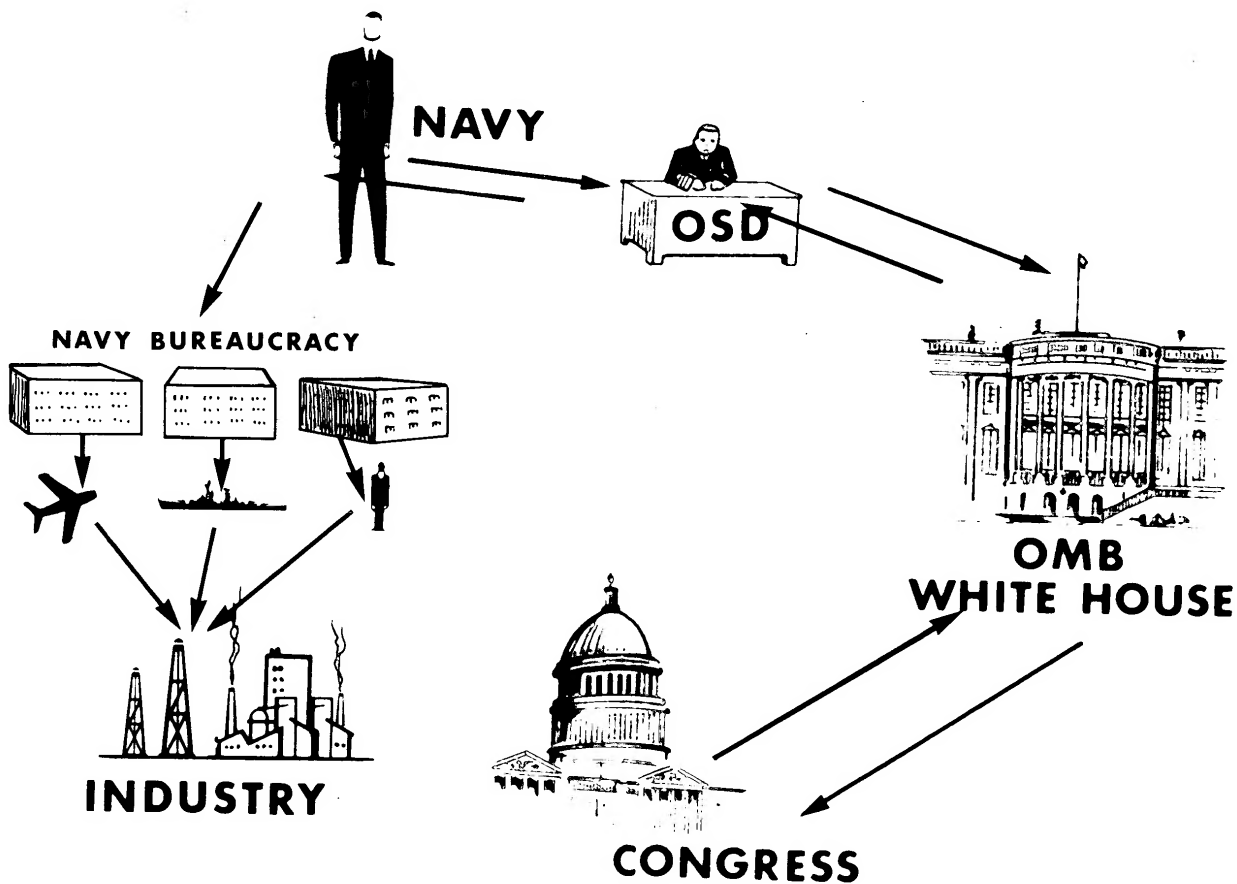 NAVY
OSD
NAVY BUREAUCRACY
OMB
WHITE HOUSE
INDUSTRY
CONGRESS